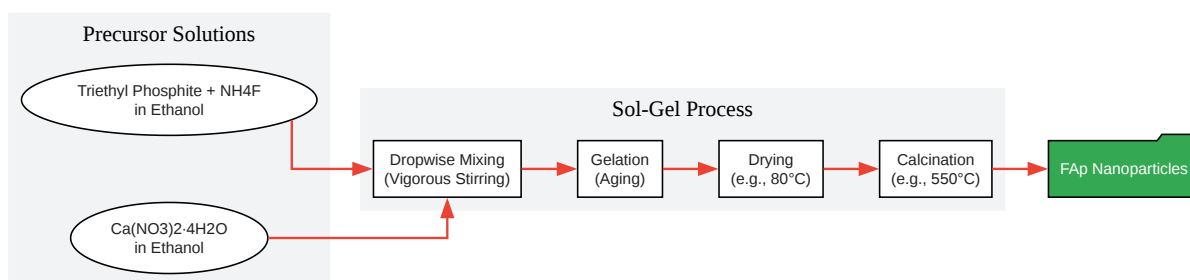 Precursor Solutions
Triethyl Phosphite + NH4F
in Ethanol
Ca(NO3)2·4H2O
in Ethanol
Sol-Gel Process
Dropwise Mixing
(Vigorous Stirring)
Gelation
(Aging)
Drying
(e.g., 80°C)
Calcination
(e.g., 550°C)
FAp Nanoparticles